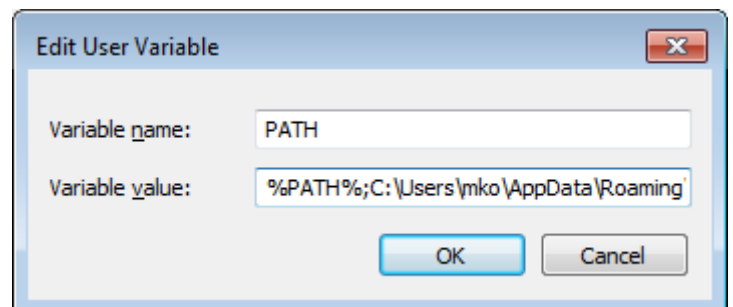 Edit User Variable
Variable name: PATH
Variable value: %PATH%;C:\Users\mko\AppData\Roaming\
OK Cancel